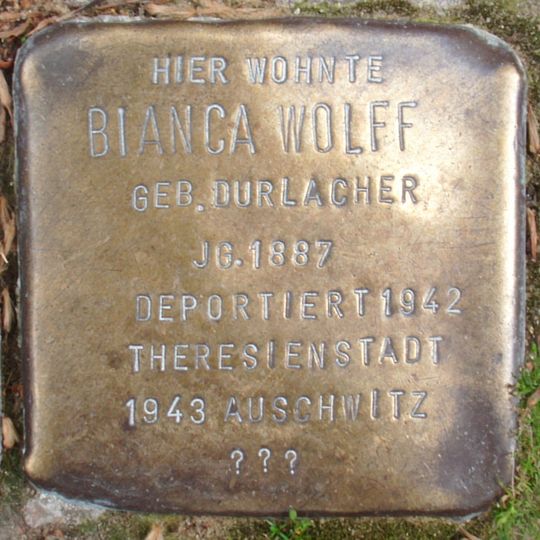 HIER WOHNTE
BIANCA WOLFF
GEB. DURLACHER
JG. 1887
DEPORTIERT 1942
THERESIENSTADT
1943 AUSCHWITZ
???